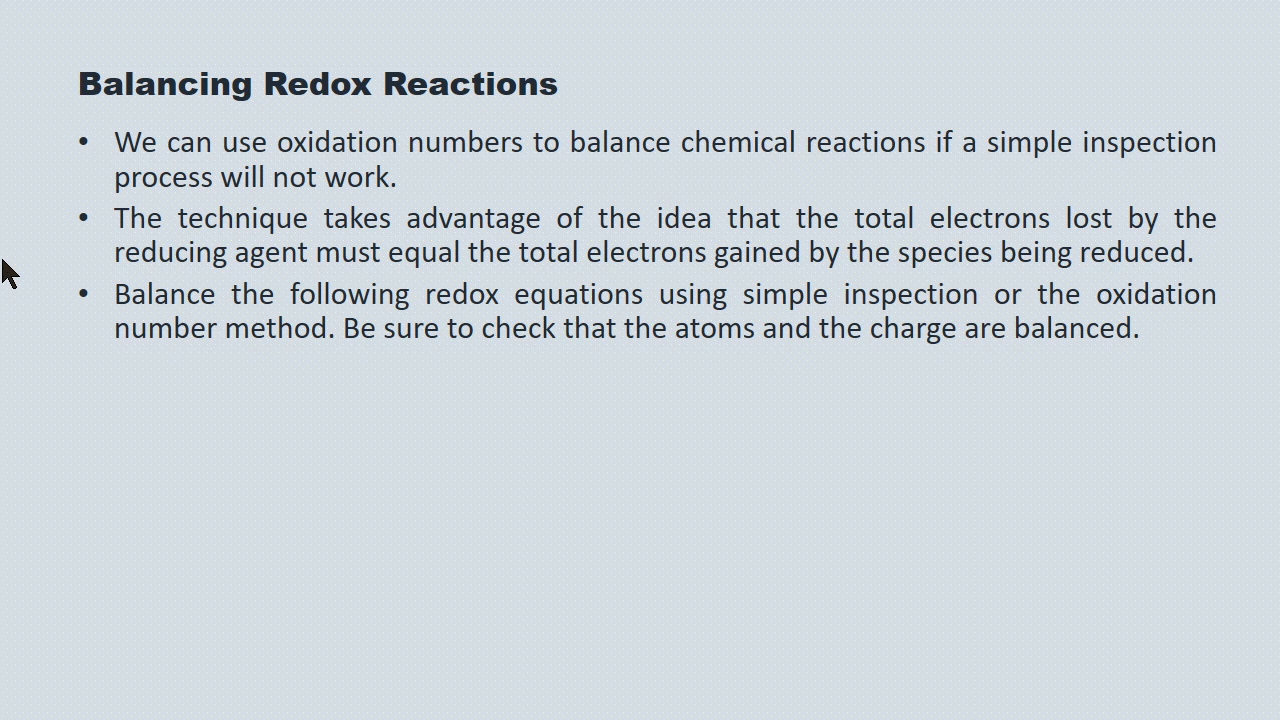 Balancing Redox Reactions
• We can use oxidation numbers to balance chemical reactions if a simple inspection
process will not work.
• The technique takes advantage of the idea that the total electrons lost by the
reducing agent must equal the total electrons gained by the species being reduced.
• Balance the following redox equations using simple inspection or the oxidation
number method. Be sure to check that the atoms and the charge are balanced.